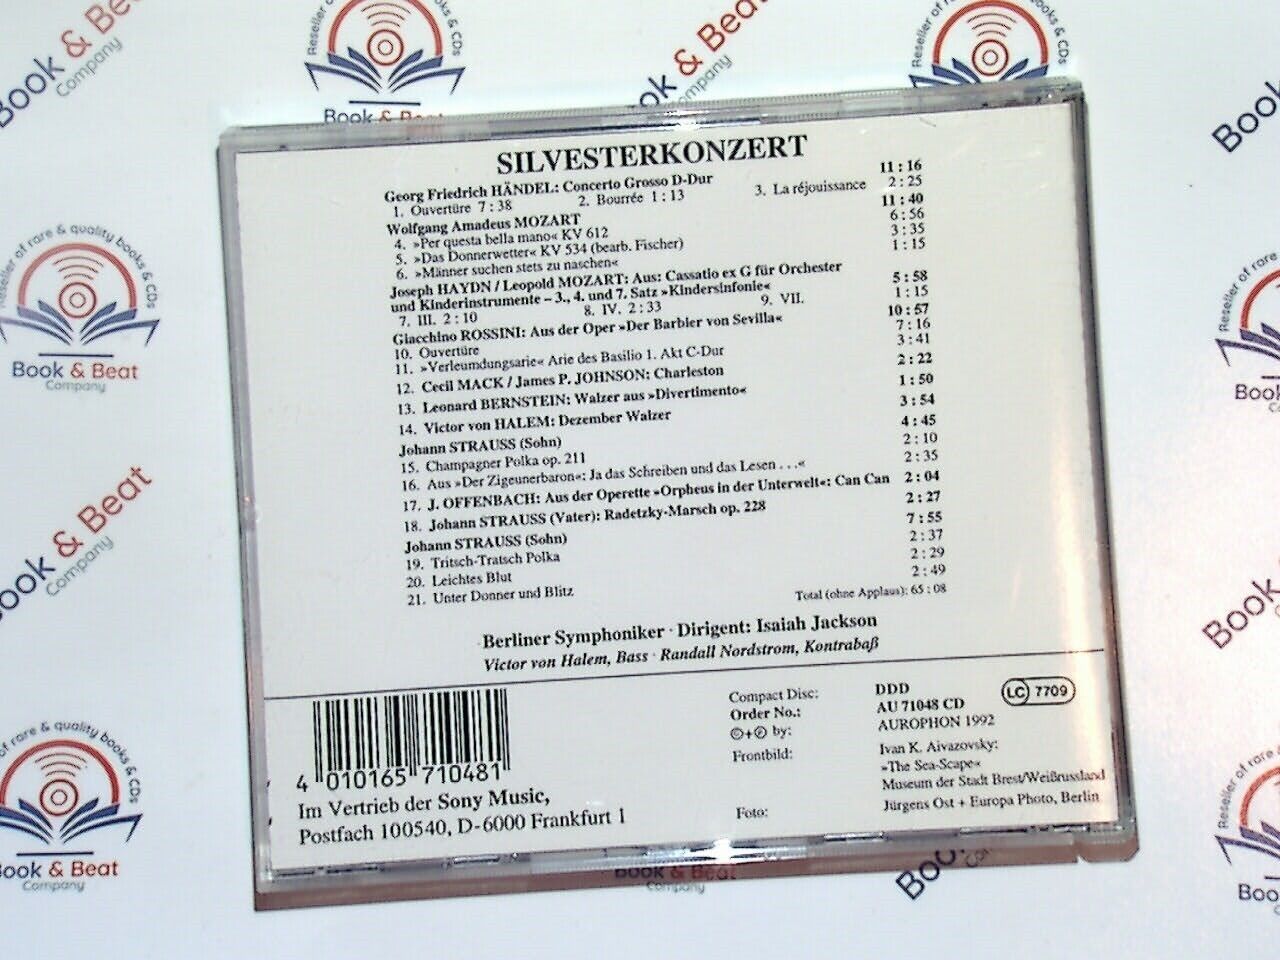 SILVESTERKONZERT
Georg Friedrich HÄNDEL: Concerto Grosso D-Dur 11 : 16
1. Ouvertüre 7 : 38 2. Bourrée 1 : 13 3. La réjouissance 2 : 25
Wolfgang Amadeus MOZART 11 : 40
4. »Per questa bella mano« KV 612 6 : 56
5. »Das Donnerwetter« KV 534 (bearb. Fischer) 3 : 35
6. »Männer suchen stets zu naschen« 1 : 15
Joseph HAYDN / Leopold MOZART: Aus: Cassatio ex G für Orchester
und Kinderinstrumente – 3., 4. und 7. Satz »Kindersinfonie« 5 : 58
7. III. 2 : 10 8. IV. 2 : 33 9. VII. 1 : 15
Giacchino ROSSINI: Aus der Oper »Der Barbier von Sevilla« 10 : 57
10. Ouvertüre 7 : 16
11. »Verleumdungsarie« Arie des Basilio 1. Akt C-Dur 3 : 41
12. Cecil MACK / James P. JOHNSON: Charleston 2 : 22
13. Leonard BERNSTEIN: Walzer aus »Divertimento« 1 : 50
14. Victor von HALEM: Dezember Walzer 3 : 54
Johann STRAUSS (Sohn) 4 : 45
15. Champagner Polka op. 211 2 : 10
16. Aus »Der Zigeunerbaron«: Ja das Schreiben und das Lesen . . .« 2 : 35
17. J. OFFENBACH: Aus der Operette »Orpheus in der Unterwelt«: Can Can 2 : 04
18. Johann STRAUSS (Vater): Radetzky-Marsch op. 228 2 : 27
Johann STRAUSS (Sohn) 7 : 55
19. Tritsch-Tratsch Polka 2 : 37
20. Leichtes Blut 2 : 29
21. Unter Donner und Blitz 2 : 49
Total (ohne Applaus): 65 : 08
Berliner Symphoniker · Dirigent: Isaiah Jackson
Victor von Halem, Bass · Randall Nordstrom, Kontrabaß
4 010165 710481
Im Vertrieb der Sony Music,
Postfach 100540, D-6000 Frankfurt 1
Compact Disc: DDD
LC 7709
Order No.: AU 71048 CD
©+℗ by: AUROPHON 1992
Frontbild: Ivan K. Aivazovsky:
»The Sea-Scape«
Museum der Stadt Brest/Weißrussland
Foto: Jürgens Ost + Europa Photo, Berlin
Book & Beat
Company
Reseller of rare & quality books & CDs
Book & Beat
Company
Book & Beat
Company
Book & Beat
Company